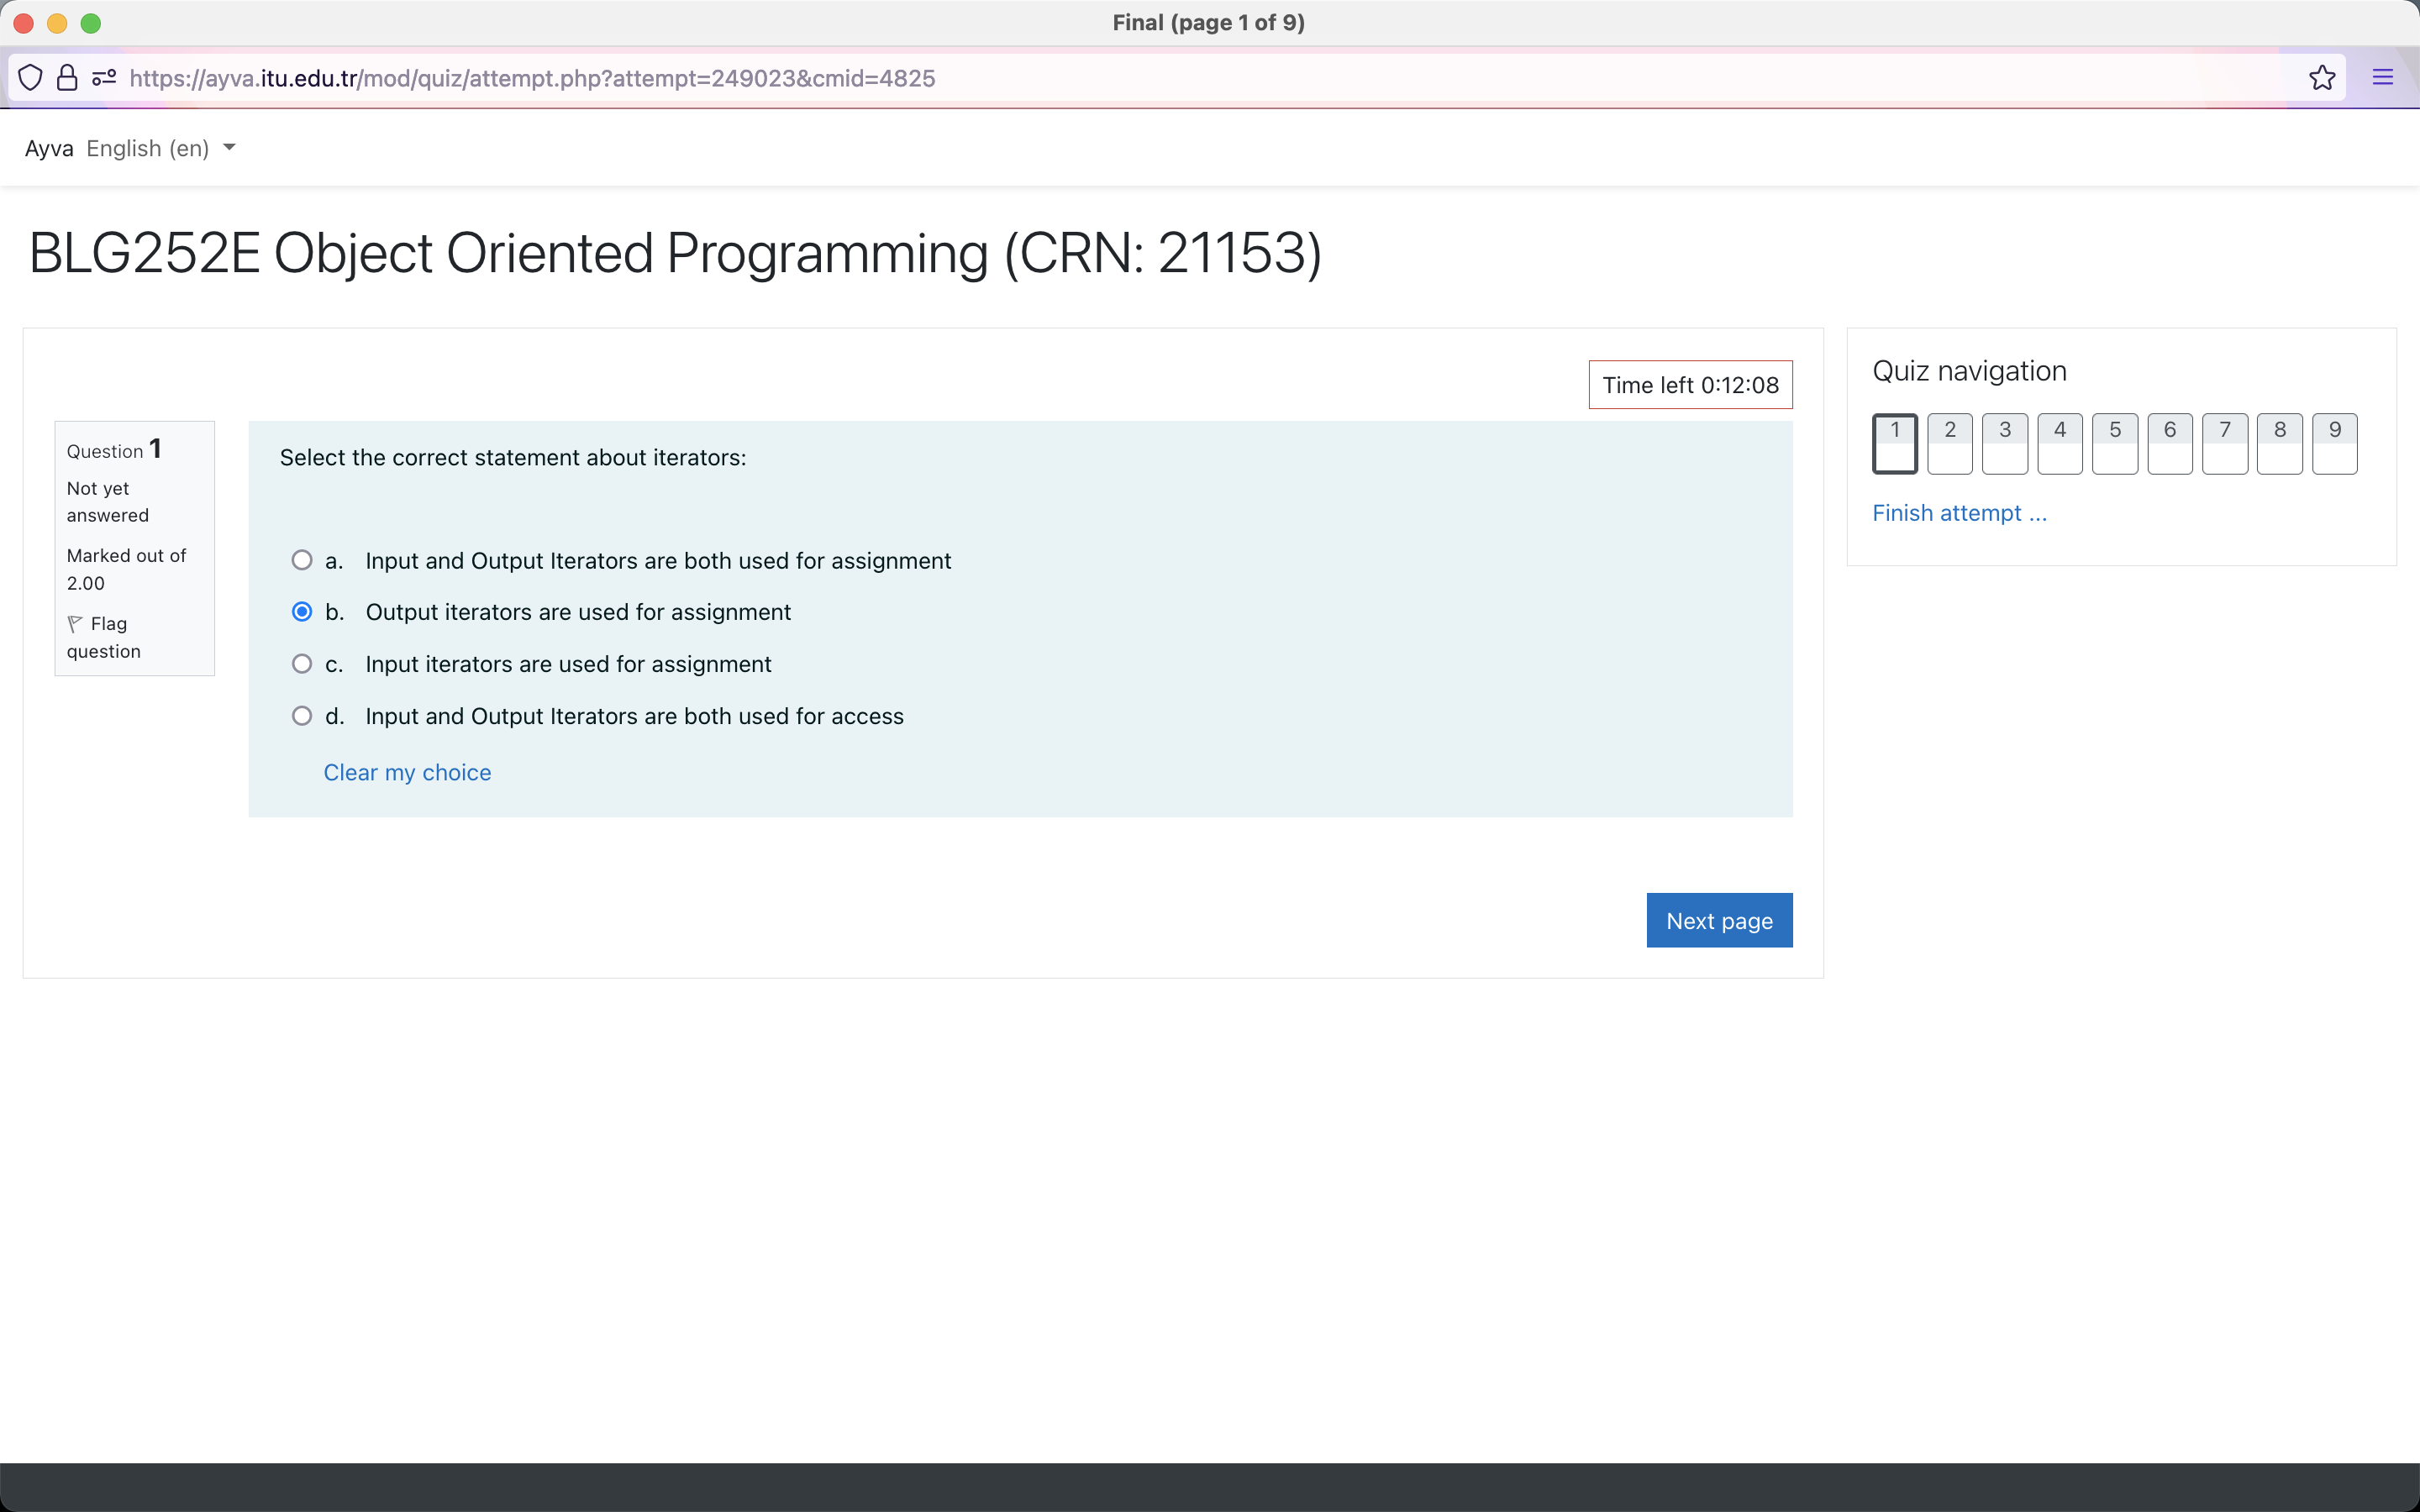 Final (page 1 of 9)
https://ayva.itu.edu.tr/mod/quiz/attempt.php?attempt=249023&cmid=4825
Ayva English (en)
BLG252E Object Oriented Programming (CRN: 21153)
Time left 0:12:08
Question 1
Not yet
answered
Marked out of
2.00
Flag
question
Select the correct statement about iterators:
a. Input and Output Iterators are both used for assignment
b. Output iterators are used for assignment
c. Input iterators are used for assignment
d. Input and Output Iterators are both used for access
Clear my choice
Next page
Quiz navigation
1 2 3 4 5 6 7 8 9
Finish attempt ...